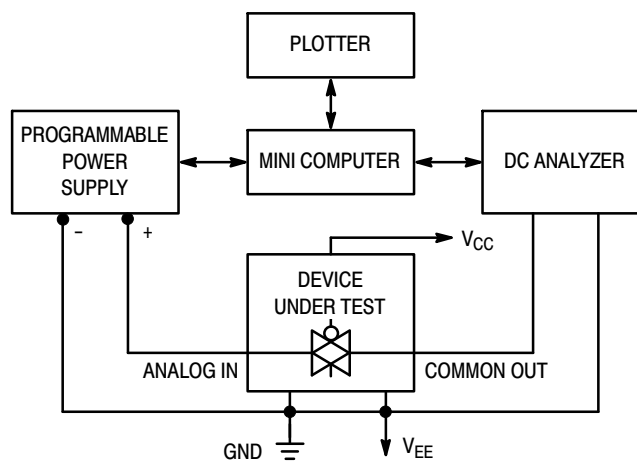 PLOTTER
PROGRAMMABLE
POWER
SUPPLY
MINI COMPUTER
DC ANALYZER
− +
VCC
DEVICE
UNDER TEST
ANALOG IN
COMMON OUT
GND
VEE